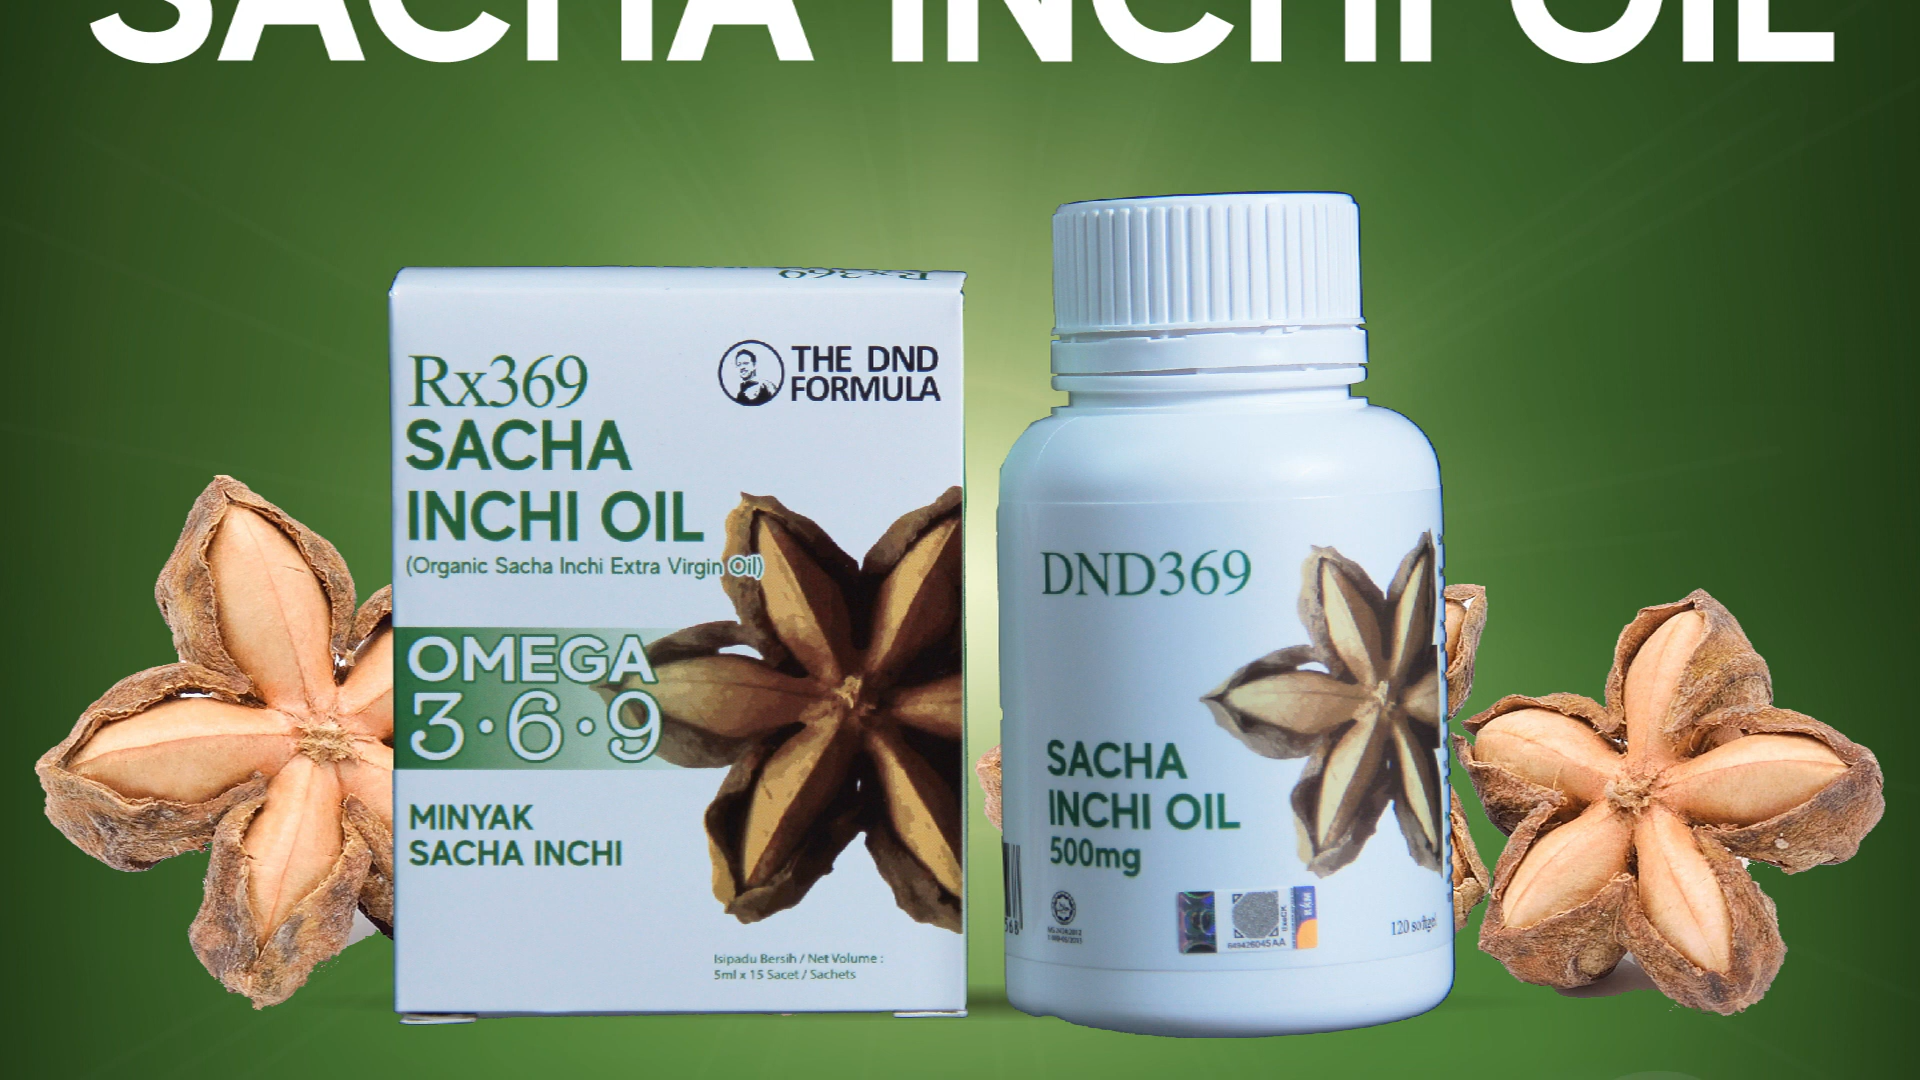 SACHA INCHI OIL
Rx369
Rx369
THE DND
FORMULA
SACHA
INCHI OIL
(Organic Sacha Inchi Extra Virgin Oil)
OMEGA
3•6•9
MINYAK
SACHA INCHI
Isipadu Bersih / Net Volume :
5ml x 15 Sacet / Sachets
DND369
SACHA
INCHI OIL
500mg
120 softgel